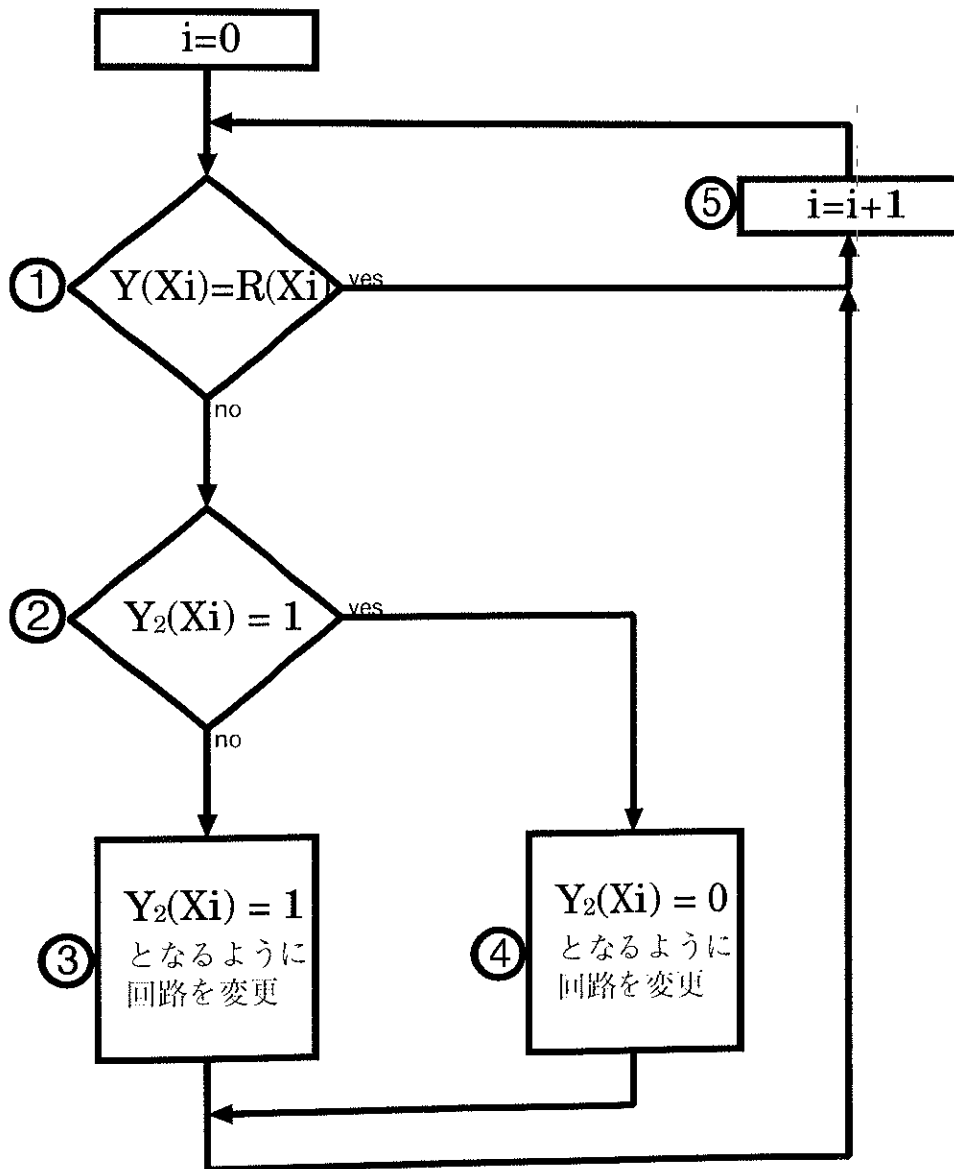 i=0
⑤
i=i+1
①
Y(Xi)=R(Xi)
yes
no
②
Y₂(Xi) = 1
yes
no
③
Y₂(Xi) = 1
となるように
回路を変更
④
Y₂(Xi) = 0
となるように
回路を変更